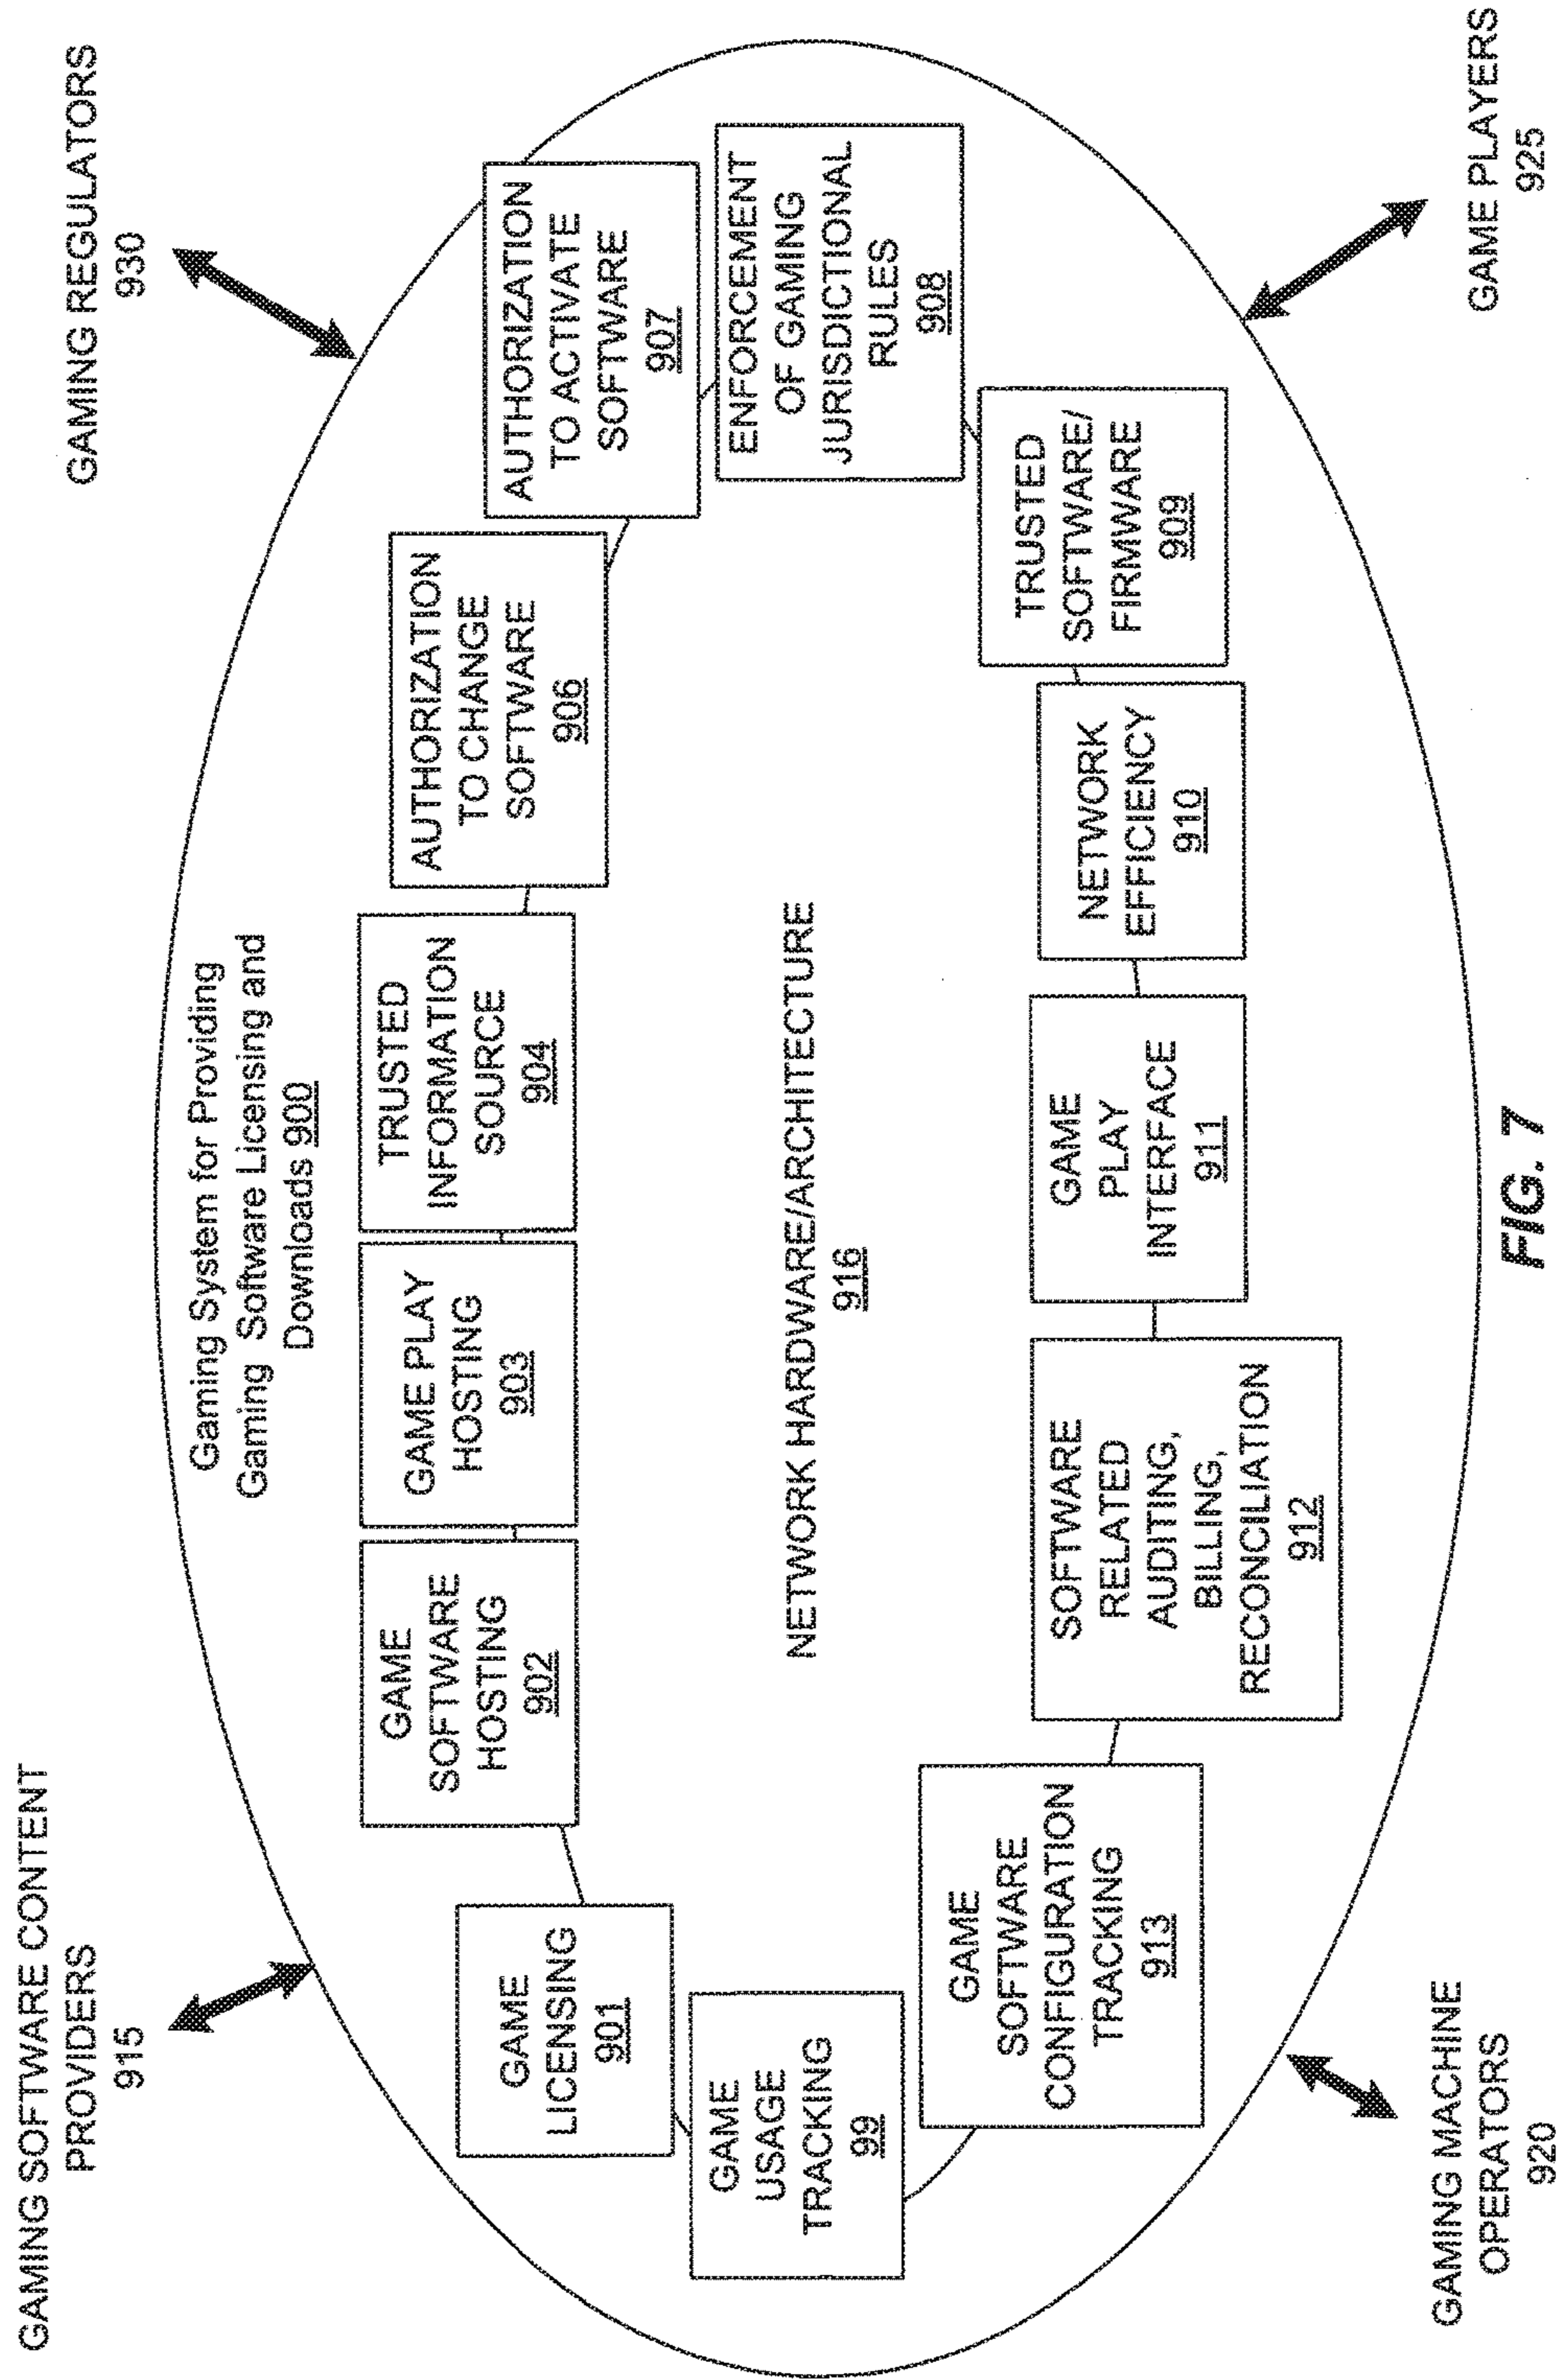 GAMING SOFTWARE CONTENT
PROVIDERS
915
GAMING REGULATORS
930
Gaming System for Providing
Gaming Software Licensing and
Downloads 900
GAME
LICENSING
901
GAME
SOFTWARE
HOSTING
902
GAME PLAY
HOSTING
903
TRUSTED
INFORMATION
SOURCE
904
AUTHORIZATION
TO CHANGE
SOFTWARE
906
AUTHORIZATION
TO ACTIVATE
SOFTWARE
907
ENFORCEMENT
OF GAMING
JURISDICTIONAL
RULES
908
NETWORK HARDWARE/ARCHITECTURE
916
GAME
USAGE
TRACKING
99
GAME
SOFTWARE
CONFIGURATION
TRACKING
913
SOFTWARE
RELATED
AUDITING,
BILLING,
RECONCILIATION
912
GAME
PLAY
INTERFACE
911
NETWORK
EFFICIENCY
910
TRUSTED
SOFTWARE/
FIRMWARE
909
GAMING MACHINE
OPERATORS
920
GAME PLAYERS
925
FIG. 7